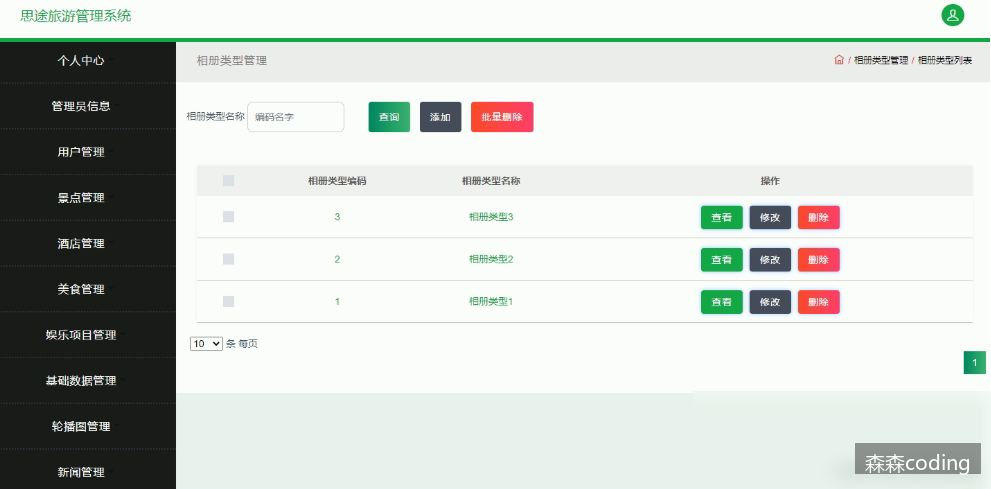 思途旅游管理系统
个人中心
管理员信息
用户管理
景点管理
酒店管理
美食管理
娱乐项目管理
基础数据管理
轮播图管理
新闻管理
相册类型管理
/ 相册类型管理 / 相册类型列表
相册类型名称 编码名字 查询 添加 批量删除
相册类型编码 相册类型名称 操作
3 相册类型3 查看 修改 删除
2 相册类型2 查看 修改 删除
1 相册类型1 查看 修改 删除
10 条 每页
1
森森coding